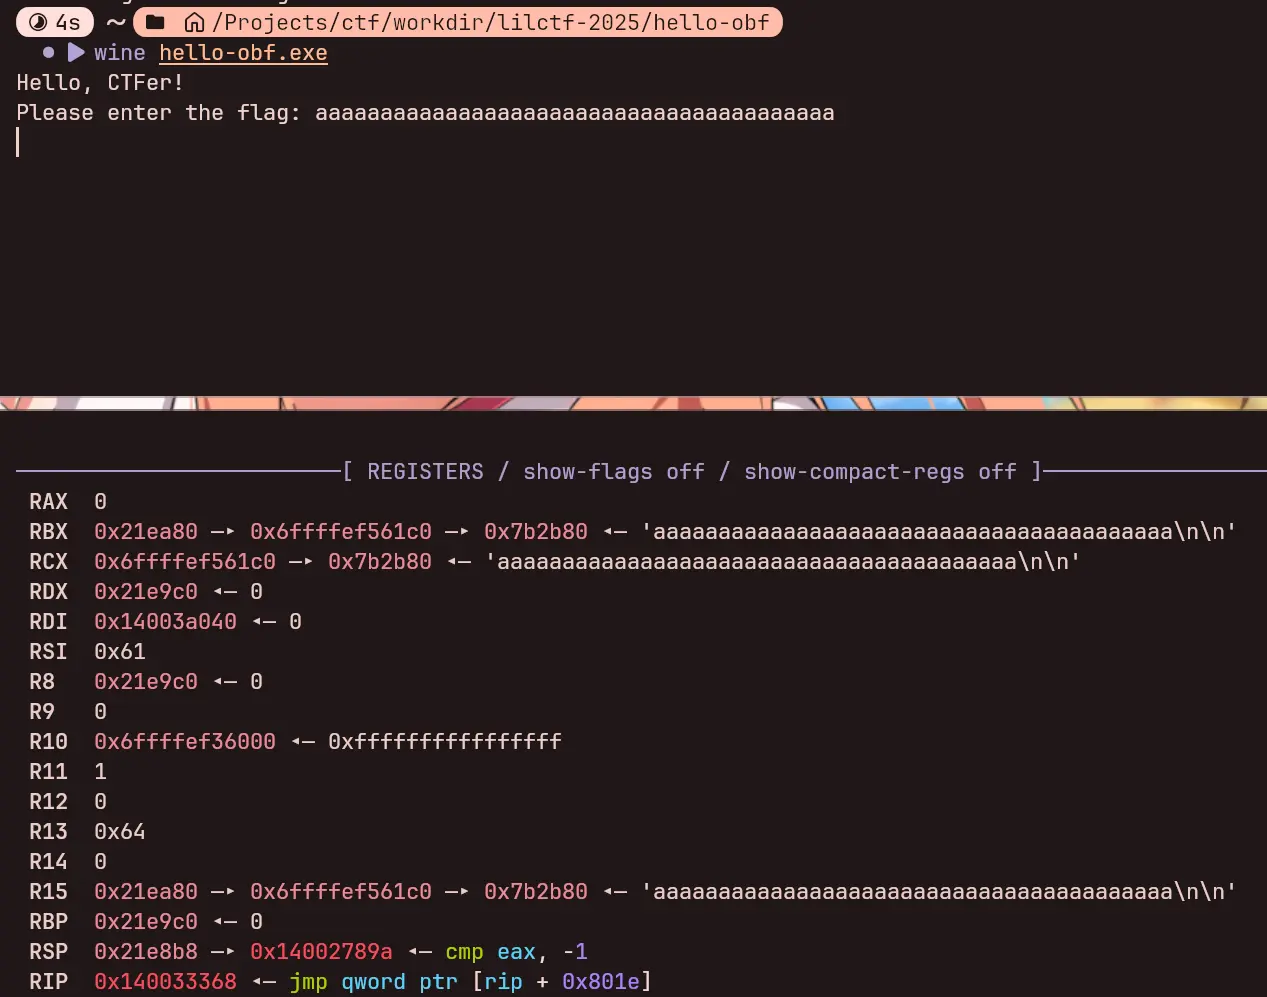 4s ~ /Projects/ctf/workdir/lilctf-2025/hello-obf
wine hello-obf.exe
Hello, CTFer!
Please enter the flag: aaaaaaaaaaaaaaaaaaaaaaaaaaaaaaaaaaaaaaaa
[ REGISTERS / show-flags off / show-compact-regs off ]
RAX 0
RBX 0x21ea80 —▸ 0x6ffffef561c0 —▸ 0x7b2b80 ◂— 'aaaaaaaaaaaaaaaaaaaaaaaaaaaaaaaaaaaaaaaa\n\n'
RCX 0x6ffffef561c0 —▸ 0x7b2b80 ◂— 'aaaaaaaaaaaaaaaaaaaaaaaaaaaaaaaaaaaaaaaa\n\n'
RDX 0x21e9c0 ◂— 0
RDI 0x14003a040 ◂— 0
RSI 0x61
R8 0x21e9c0 ◂— 0
R9 0
R10 0x6ffffef36000 ◂— 0xffffffffffffffff
R11 1
R12 0
R13 0x64
R14 0
R15 0x21ea80 —▸ 0x6ffffef561c0 —▸ 0x7b2b80 ◂— 'aaaaaaaaaaaaaaaaaaaaaaaaaaaaaaaaaaaaaaaa\n\n'
RBP 0x21e9c0 ◂— 0
RSP 0x21e8b8 —▸ 0x14002789a ◂— cmp eax, -1
RIP 0x140033368 ◂— jmp qword ptr [rip + 0x801e]